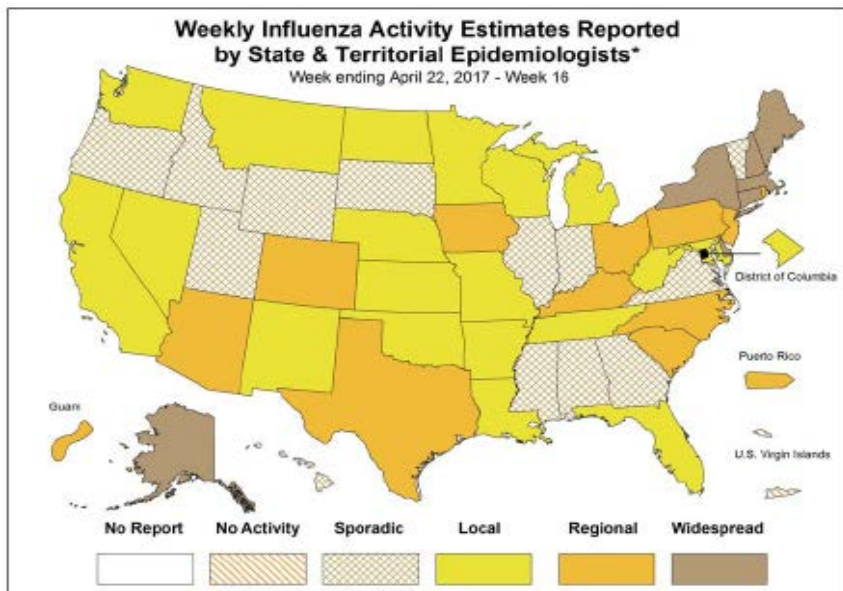 Weekly Influenza Activity Estimates Reported
by State & Territorial Epidemiologists*
Week ending April 22, 2017 - Week 16
District of Columbia
Puerto Rico
Guam
U.S. Virgin Islands
No Report No Activity Sporadic Local Regional Widespread